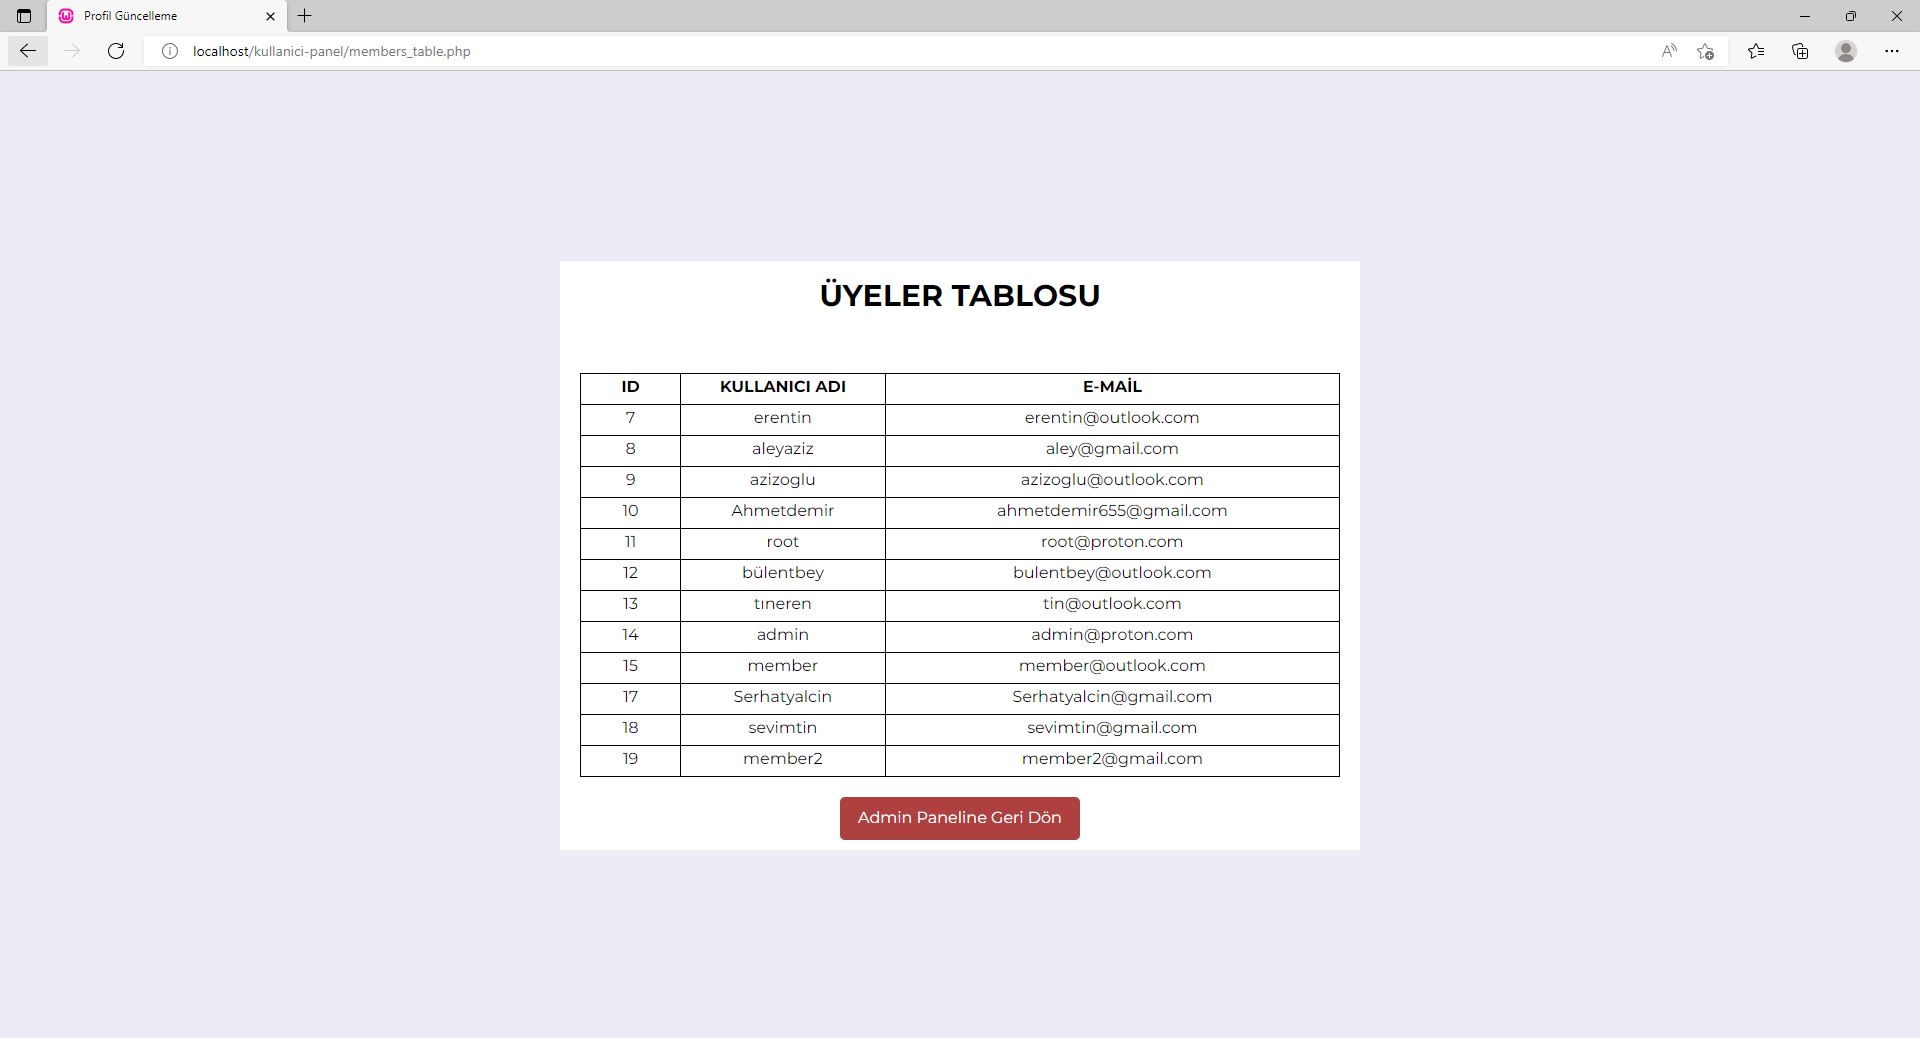 Profil Güncelleme
localhost/kullanici-panel/members_table.php
ÜYELER TABLOSU
ID KULLANICI ADI E-MAİL
7 erentin erentin@outlook.com
8 aleyaziz aley@gmail.com
9 azizoglu azizoglu@outlook.com
10 Ahmetdemir ahmetdemir655@gmail.com
11 root root@proton.com
12 bülentbey bulentbey@outlook.com
13 tıneren tin@outlook.com
14 admin admin@proton.com
15 member member@outlook.com
17 Serhatyalcin Serhatyalcin@gmail.com
18 sevimtin sevimtin@gmail.com
19 member2 member2@gmail.com
Admin Paneline Geri Dön